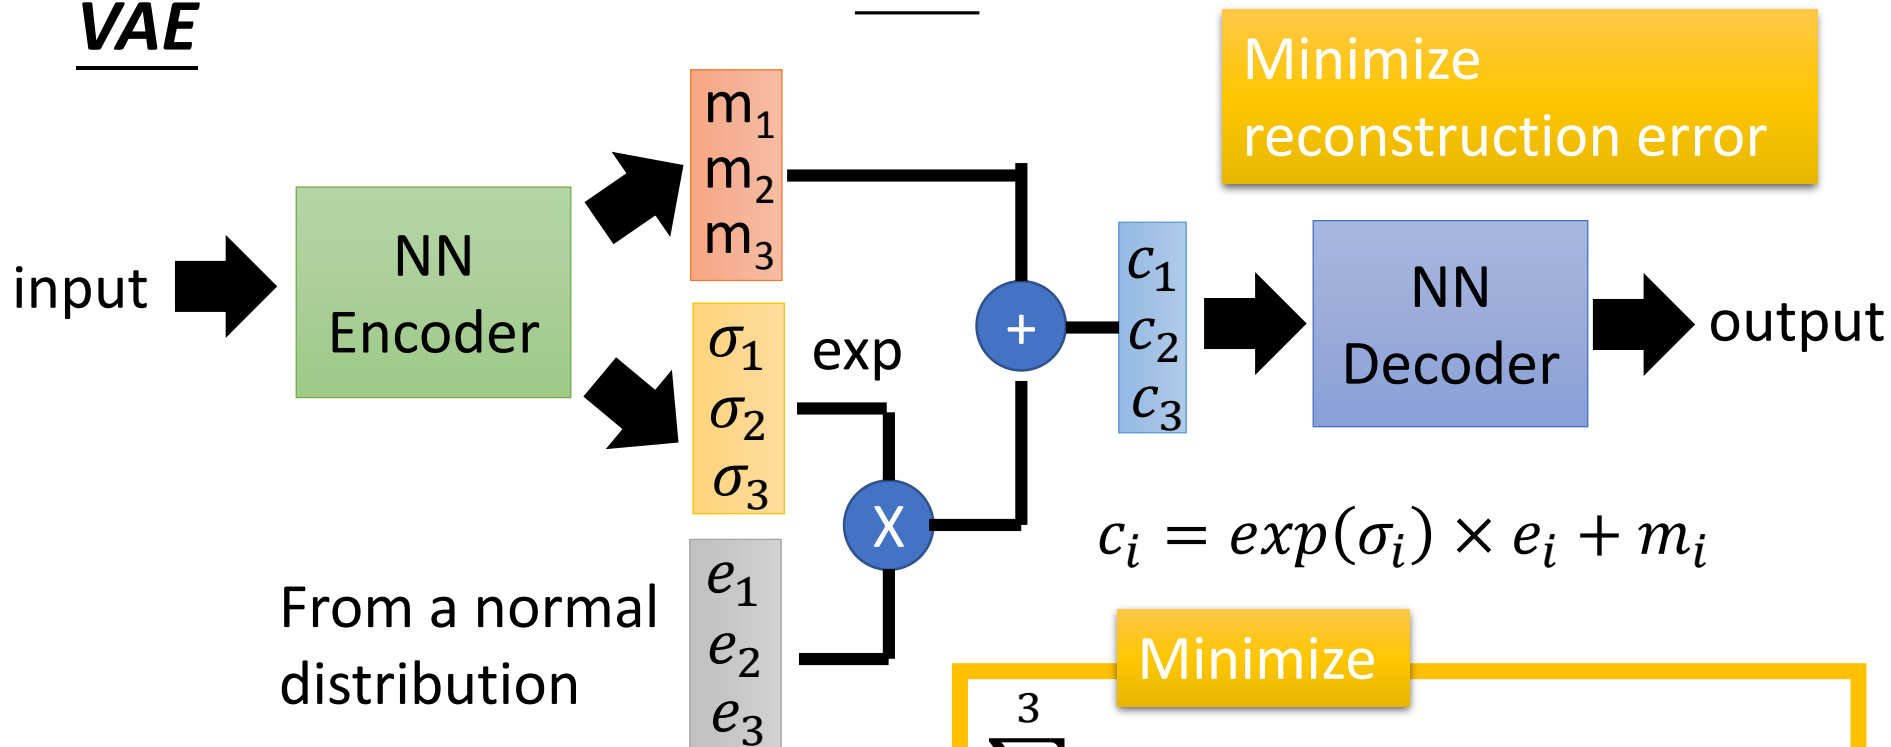 VAE
Minimize
reconstruction error
m₁
m₂
m₃
input
NN
Encoder
σ₁
σ₂
σ₃
exp
+
c₁
c₂
c₃
NN
Decoder
output
X
cᵢ = exp(σᵢ) × eᵢ + mᵢ
From a normal
distribution
e₁
e₂
e₃
Minimize
3
∑